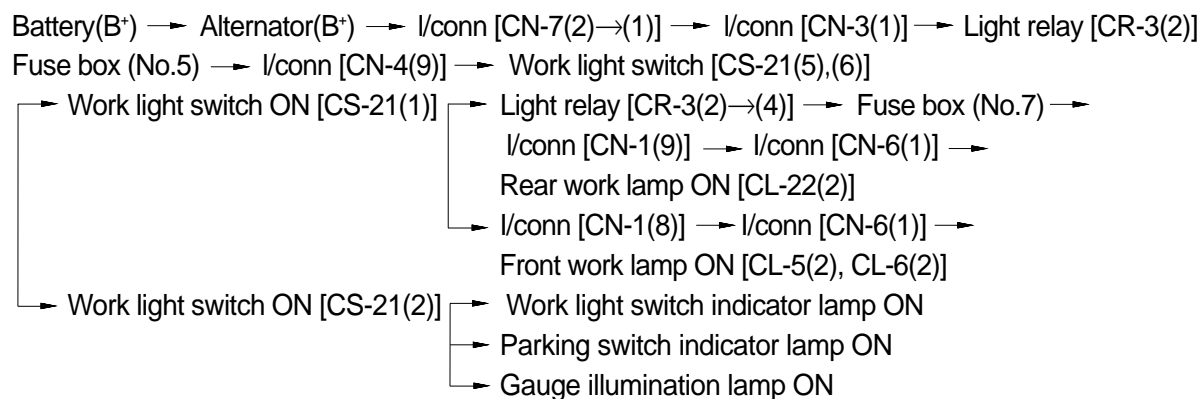 Battery(B⁺) → Alternator(B⁺) → I/conn [CN-7(2)→(1)] → I/conn [CN-3(1)] → Light relay [CR-3(2)]
Fuse box (No.5) → I/conn [CN-4(9)] → Work light switch [CS-21(5),(6)]
→ Work light switch ON [CS-21(1)] → Light relay [CR-3(2)→(4)] → Fuse box (No.7) →
I/conn [CN-1(9)] → I/conn [CN-6(1)] →
Rear work lamp ON [CL-22(2)]
→ I/conn [CN-1(8)] → I/conn [CN-6(1)] →
Front work lamp ON [CL-5(2), CL-6(2)]
→ Work light switch ON [CS-21(2)] → Work light switch indicator lamp ON
→ Parking switch indicator lamp ON
→ Gauge illumination lamp ON